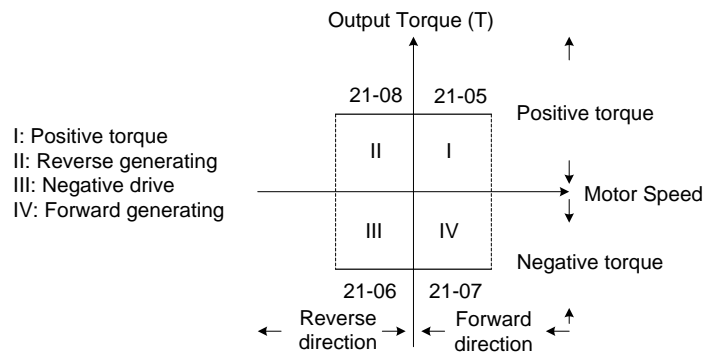 Output Torque (T)
21-08
21-05
Positive torque
I: Positive torque
II: Reverse generating
III: Negative drive
IV: Forward generating
II
I
Motor Speed
III
IV
Negative torque
21-06
21-07
Reverse
direction
Forward
direction